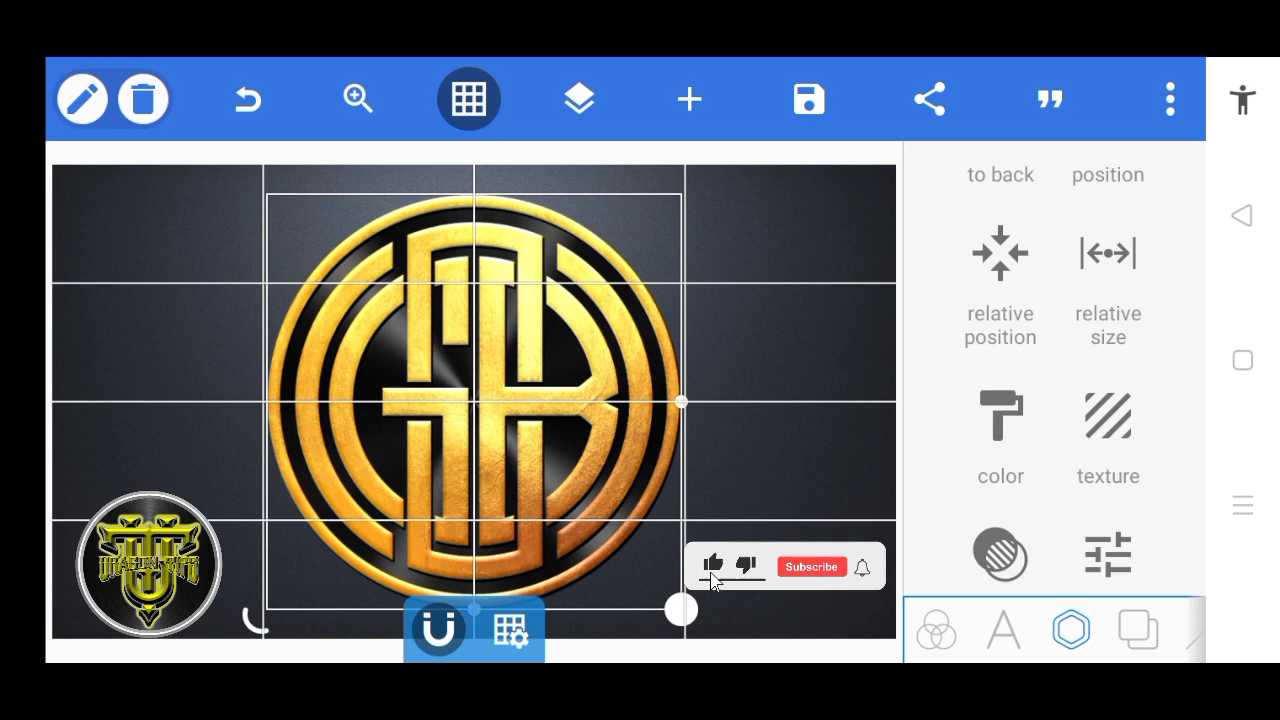 to back
position
relative
position
relative
size
color
texture
Subscribe